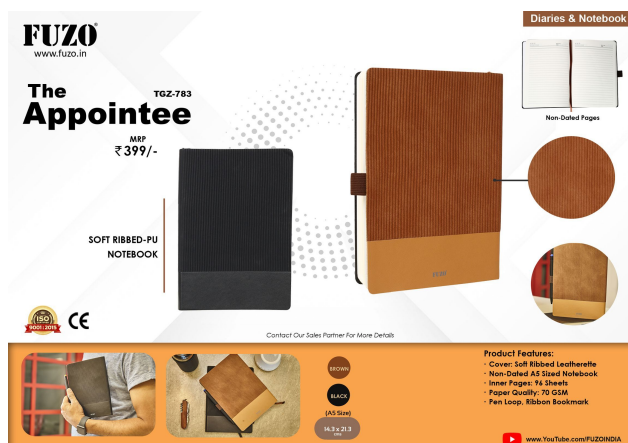 FUZO®
www.fuzo.in
Diaries & Notebook
The
TGZ-783
Appointee
MRP
₹ 399/-
Non-Dated Pages
SOFT RIBBED-PU
NOTEBOOK
ISO
9001:2015
CE
Contact Our Sales Partner For More Details
BROWN
BLACK
(A5 Size)
14.3 x 21.3
Product Features:
• Cover: Soft Ribbed Leatherette
• Non-Dated A5 Sized Notebook
• Inner Pages: 96 Sheets
• Paper Quality: 70 GSM
• Pen Loop, Ribbon Bookmark
www.YouTube.com/FUZOINDIA